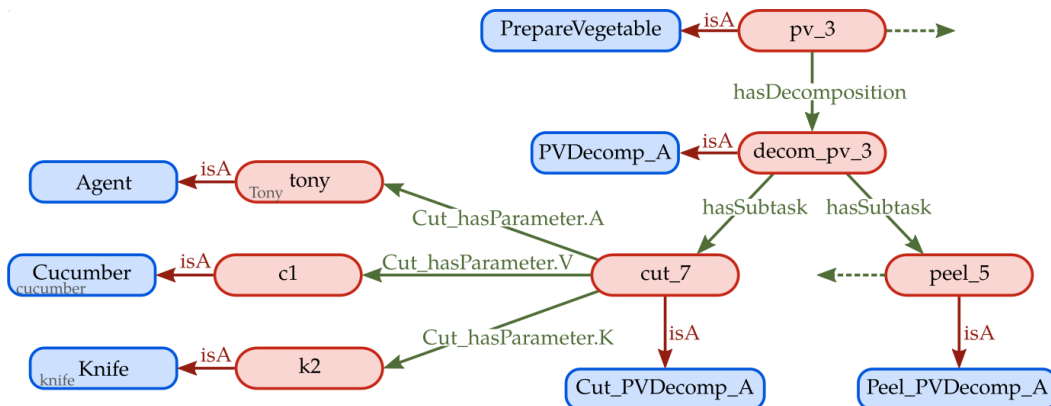 PrepareVegetable
isA
pv_3
hasDecomposition
PVDecomp_A
isA
decom_pv_3
Agent
isA
tony
Tony
Cut_hasParameter.A
hasSubtask
hasSubtask
Cucumber
cucumber
isA
c1
Cut_hasParameter.V
cut_7
peel_5
Knife
knife
isA
k2
Cut_hasParameter.K
isA
isA
Cut_PVDecomp_A
Peel_PVDecomp_A